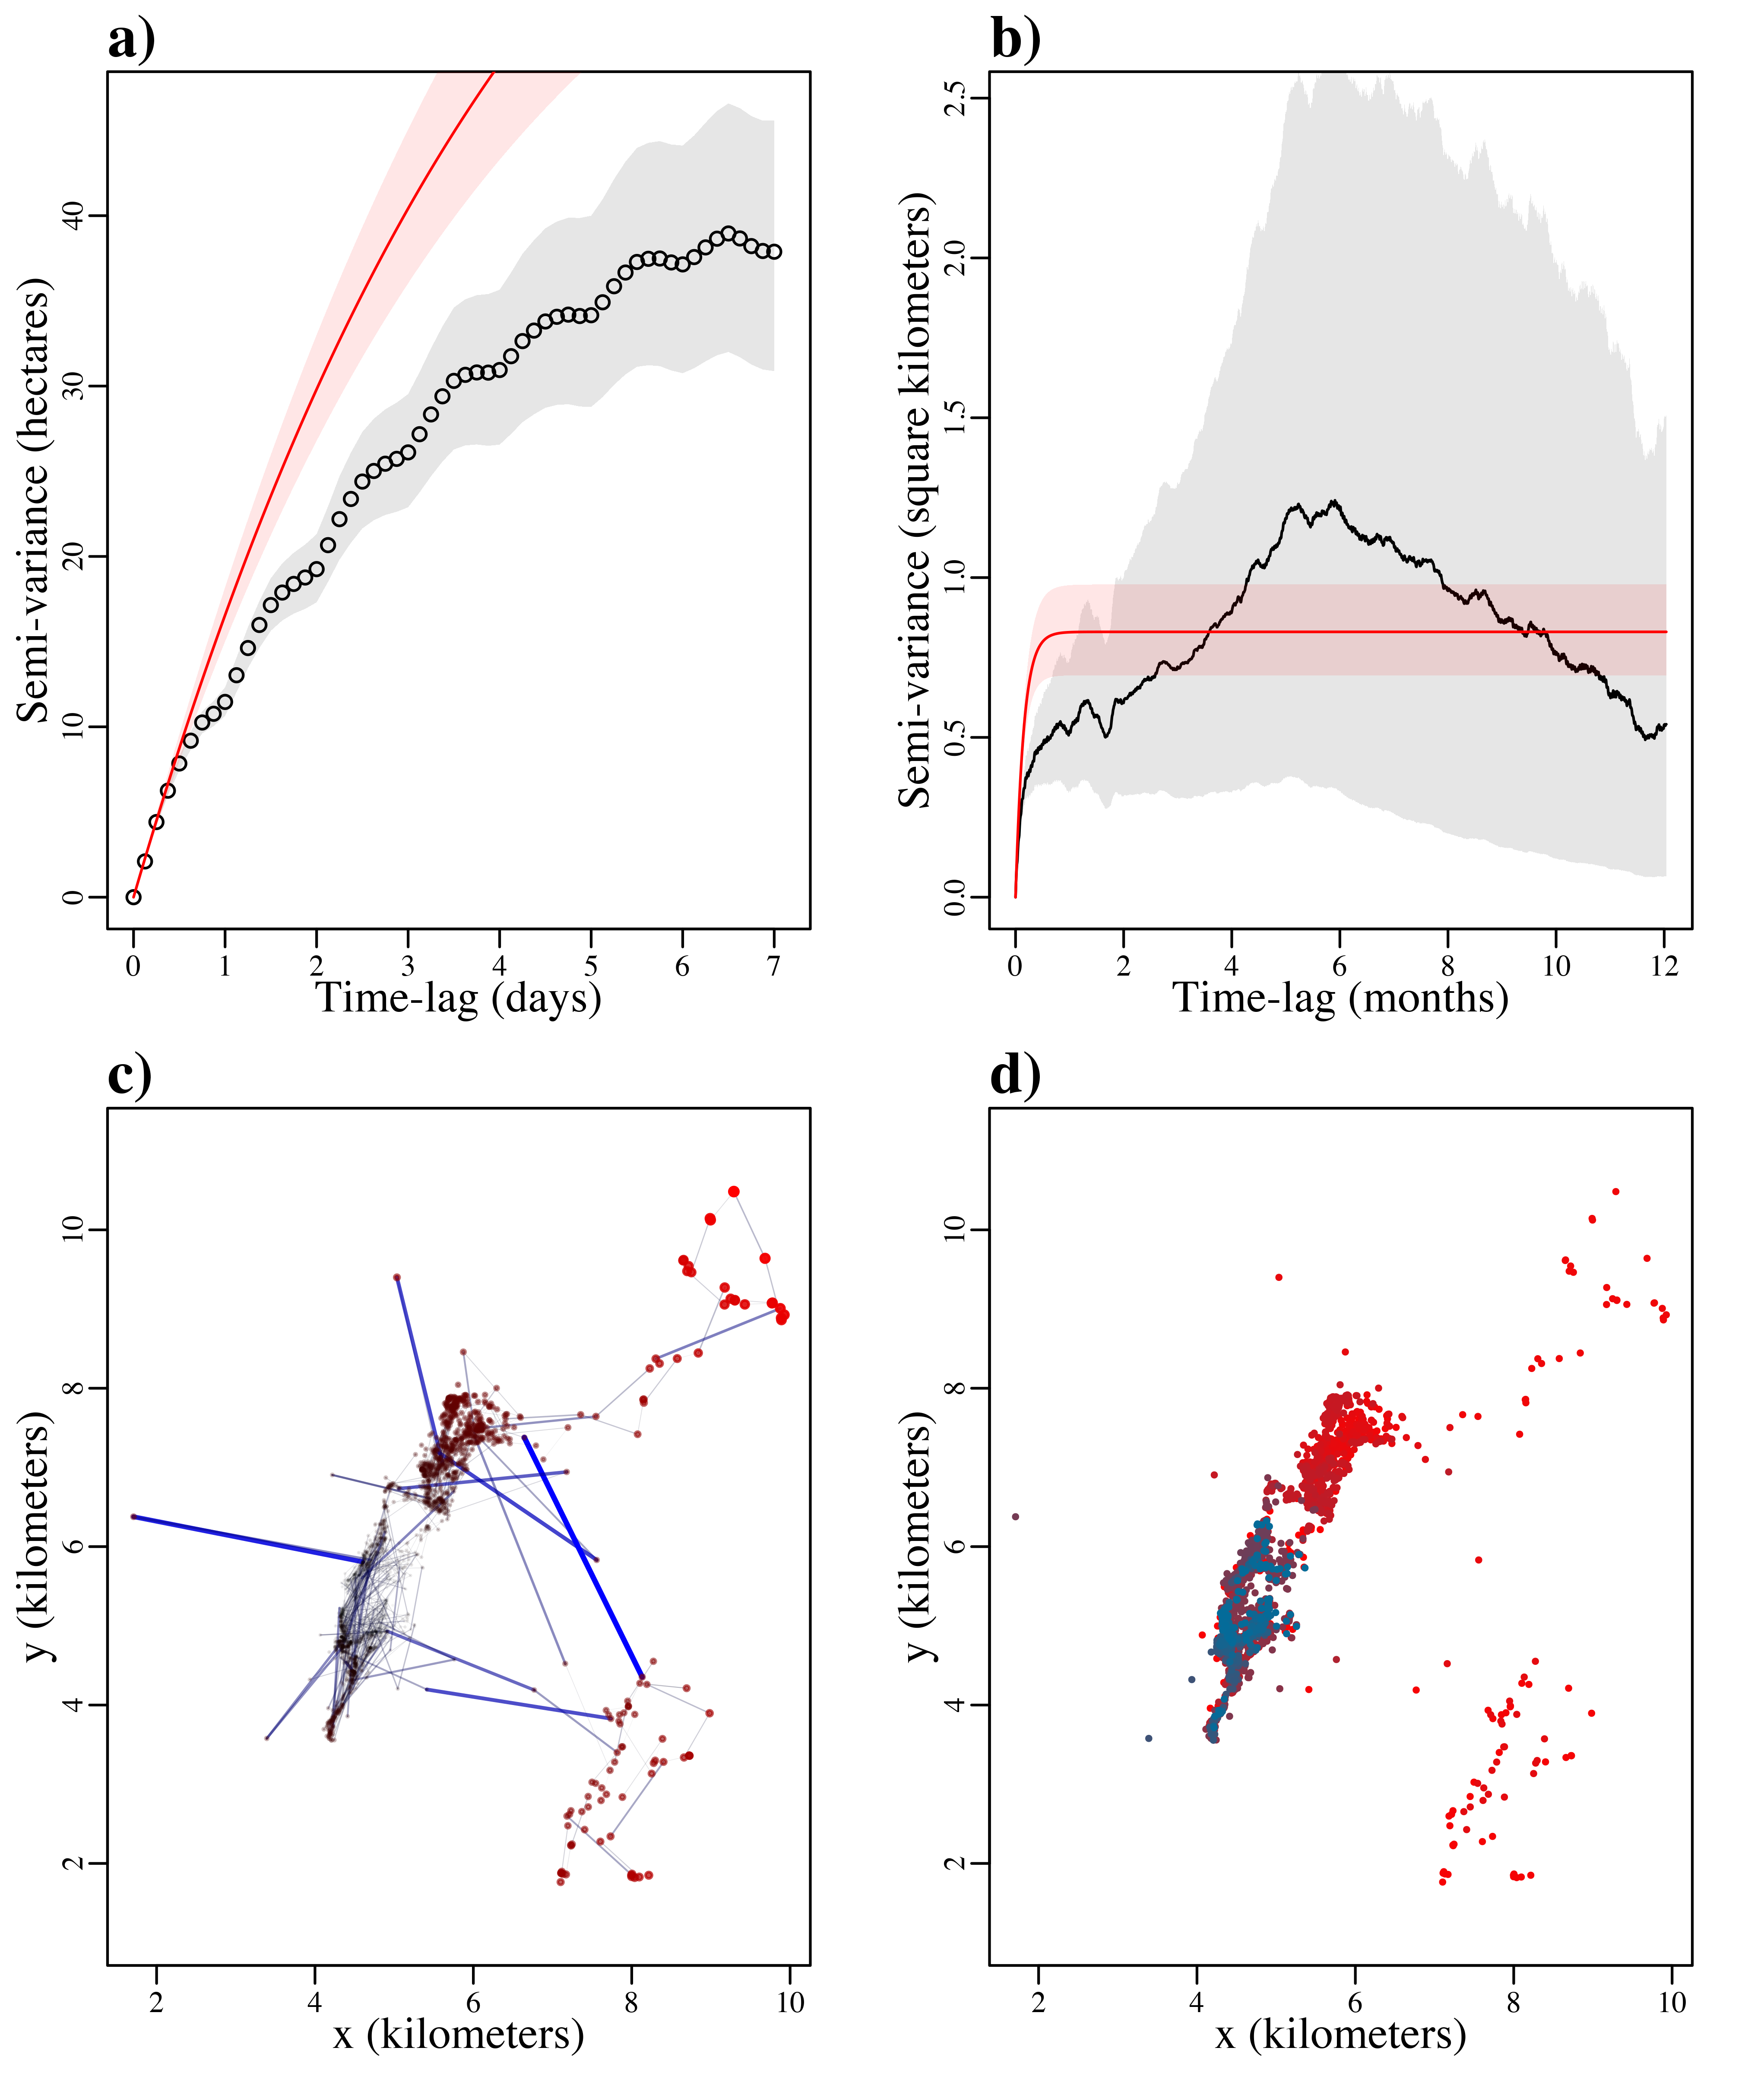 a)
Semi-variance (hectares)
0 10 20 30 40
0 1 2 3 4 5 6 7
Time-lag (days)
b)
Semi-variance (square kilometers)
0.0 0.5 1.0 1.5 2.0 2.5
0 2 4 6 8 10 12
Time-lag (months)
c)
y (kilometers)
2 4 6 8 10
2 4 6 8 10
x (kilometers)
d)
y (kilometers)
2 4 6 8 10
2 4 6 8 10
x (kilometers)